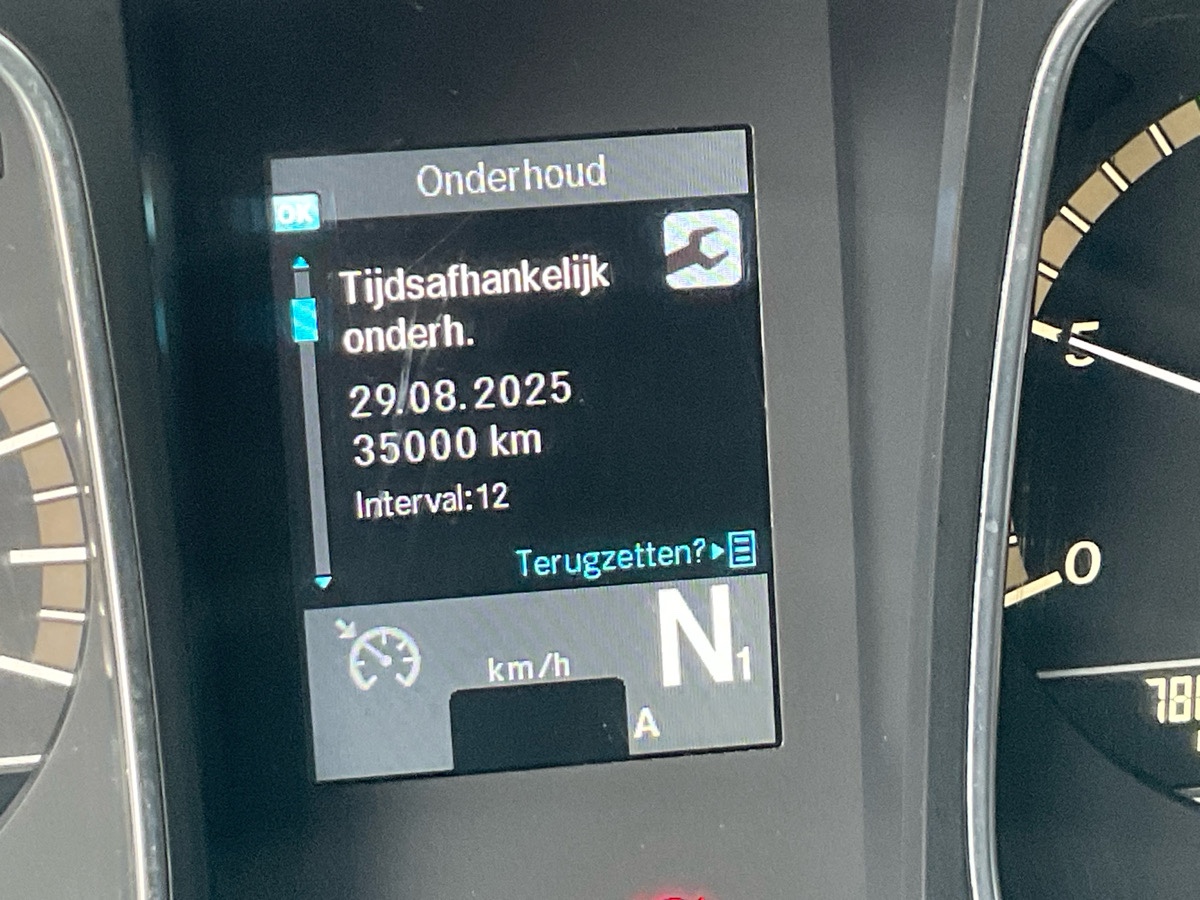 Onderhoud
OK
Tijdsafhankelijk
onderh.
29.08.2025
35000 km
Interval:12
Terugzetten?
km/h
N1
A
5
0